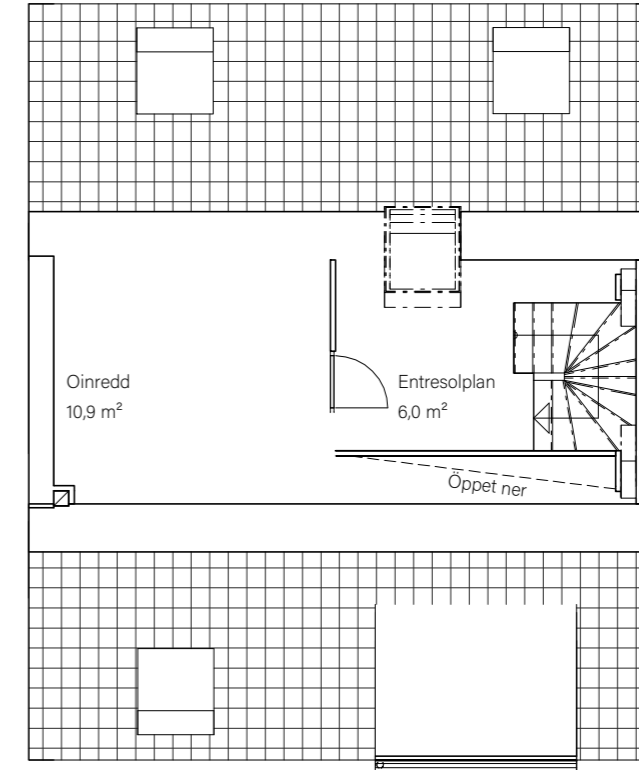 Oinredd
10,9 m²
Entresolplan
6,0 m²
Öppet ner